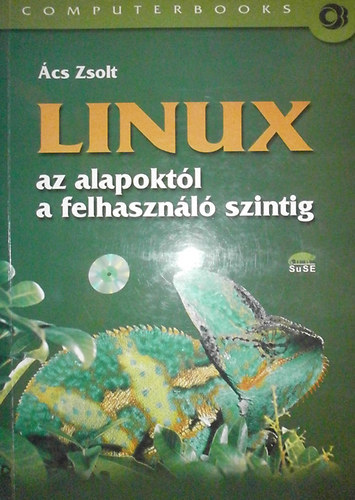 COMPUTERBOOKS
Ács Zsolt
LINUX
az alapoktól
a felhasználó szintig
SuSE